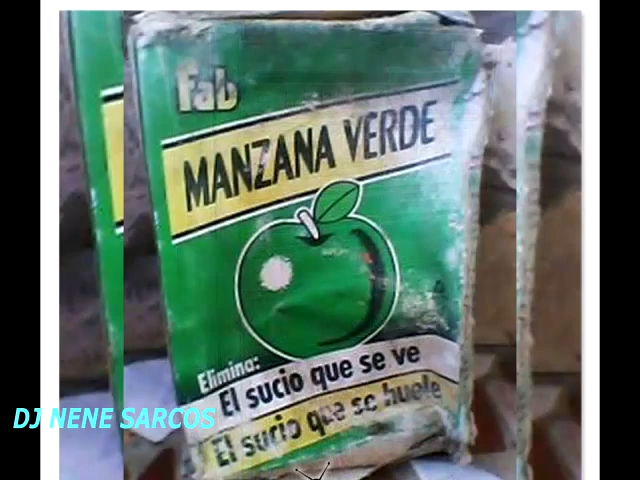 fab
MANZANA VERDE
Elimina:
El sucio que se ve
El sucio que se huele
DJ NENE SARCOS